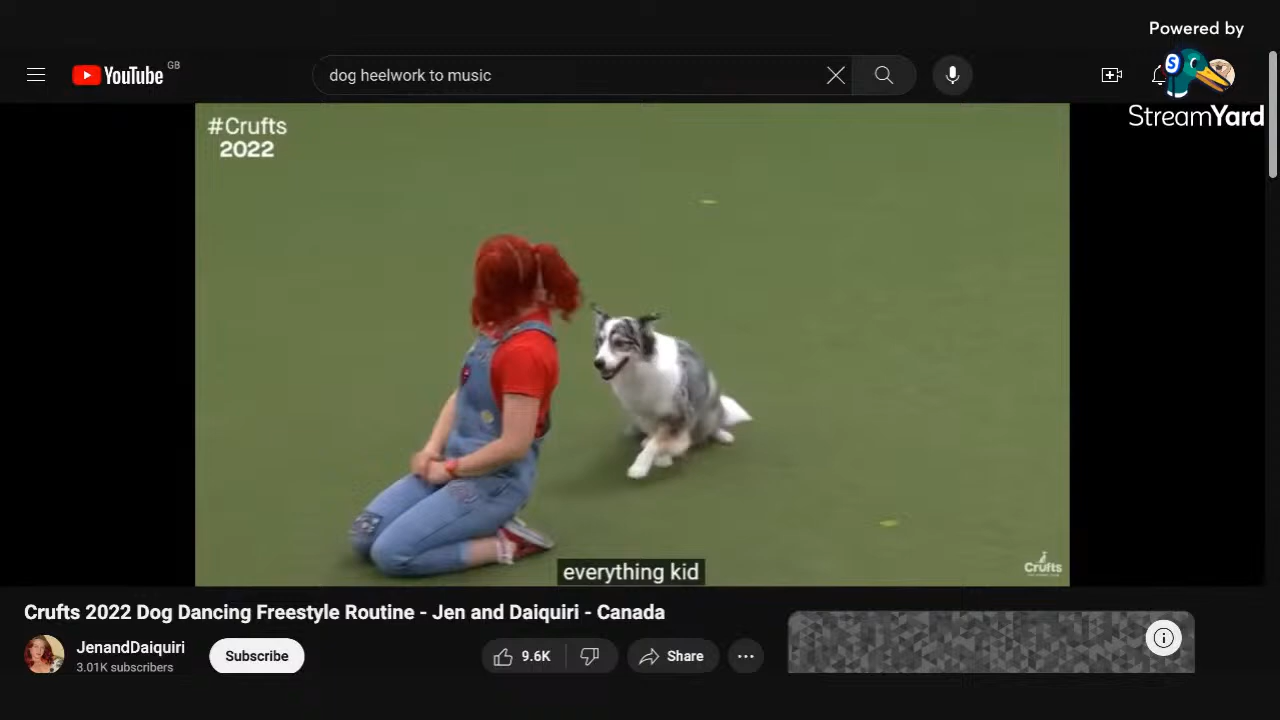 Powered by
StreamYard
YouTube GB
dog heelwork to music
#Crufts
2022
everything kid
Crufts
Crufts 2022 Dog Dancing Freestyle Routine - Jen and Daiquiri - Canada
JenandDaiquiri
3.01K subscribers
Subscribe
9.6K
Share